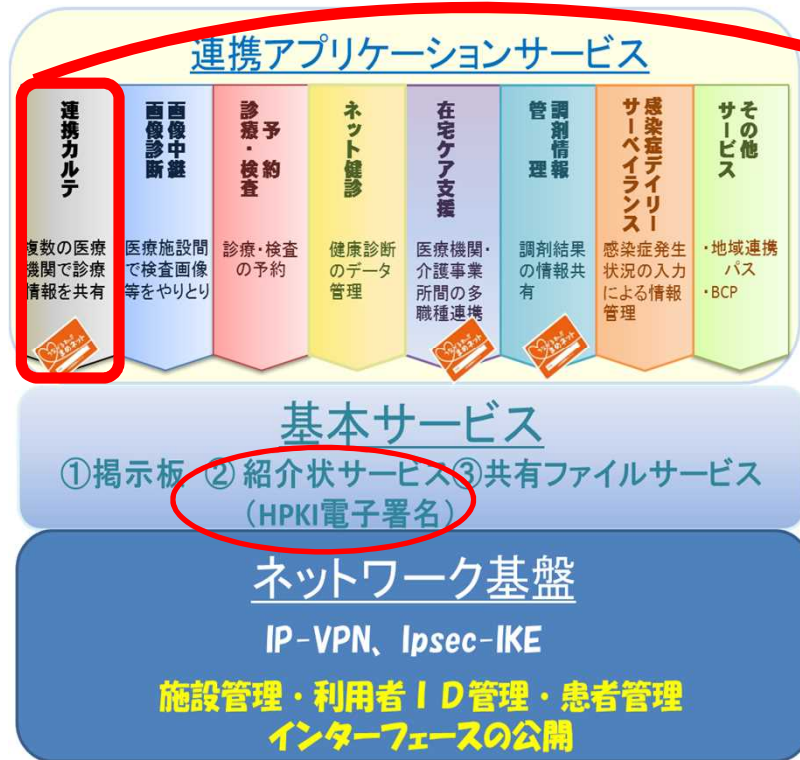 連携アプリケーションサービス
連携カルテ
複数の医療
機関で診療
情報を共有
画像中継
画像診断
医療施設間
で検査画像
等をやりとり
予約
診療・検査
診療・検査
の予約
ネット健診
健康診断
のデータ
管理
在宅ケア支援
医療機関・
介護事業
所間の多
職種連携
調剤情報
管理
調剤結果
の情報共
有
感染症デイリー
サーベイランス
感染症発生
状況の入力
による情報
管理
その他
サービス
・地域連携
パス
・BCP
基本サービス
①掲示板 ②紹介状サービス③共有ファイルサービス
（HPKI電子署名）
ネットワーク基盤
IP-VPN、Ipsec-IKE
施設管理・利用者ＩＤ管理・患者管理
インターフェースの公開